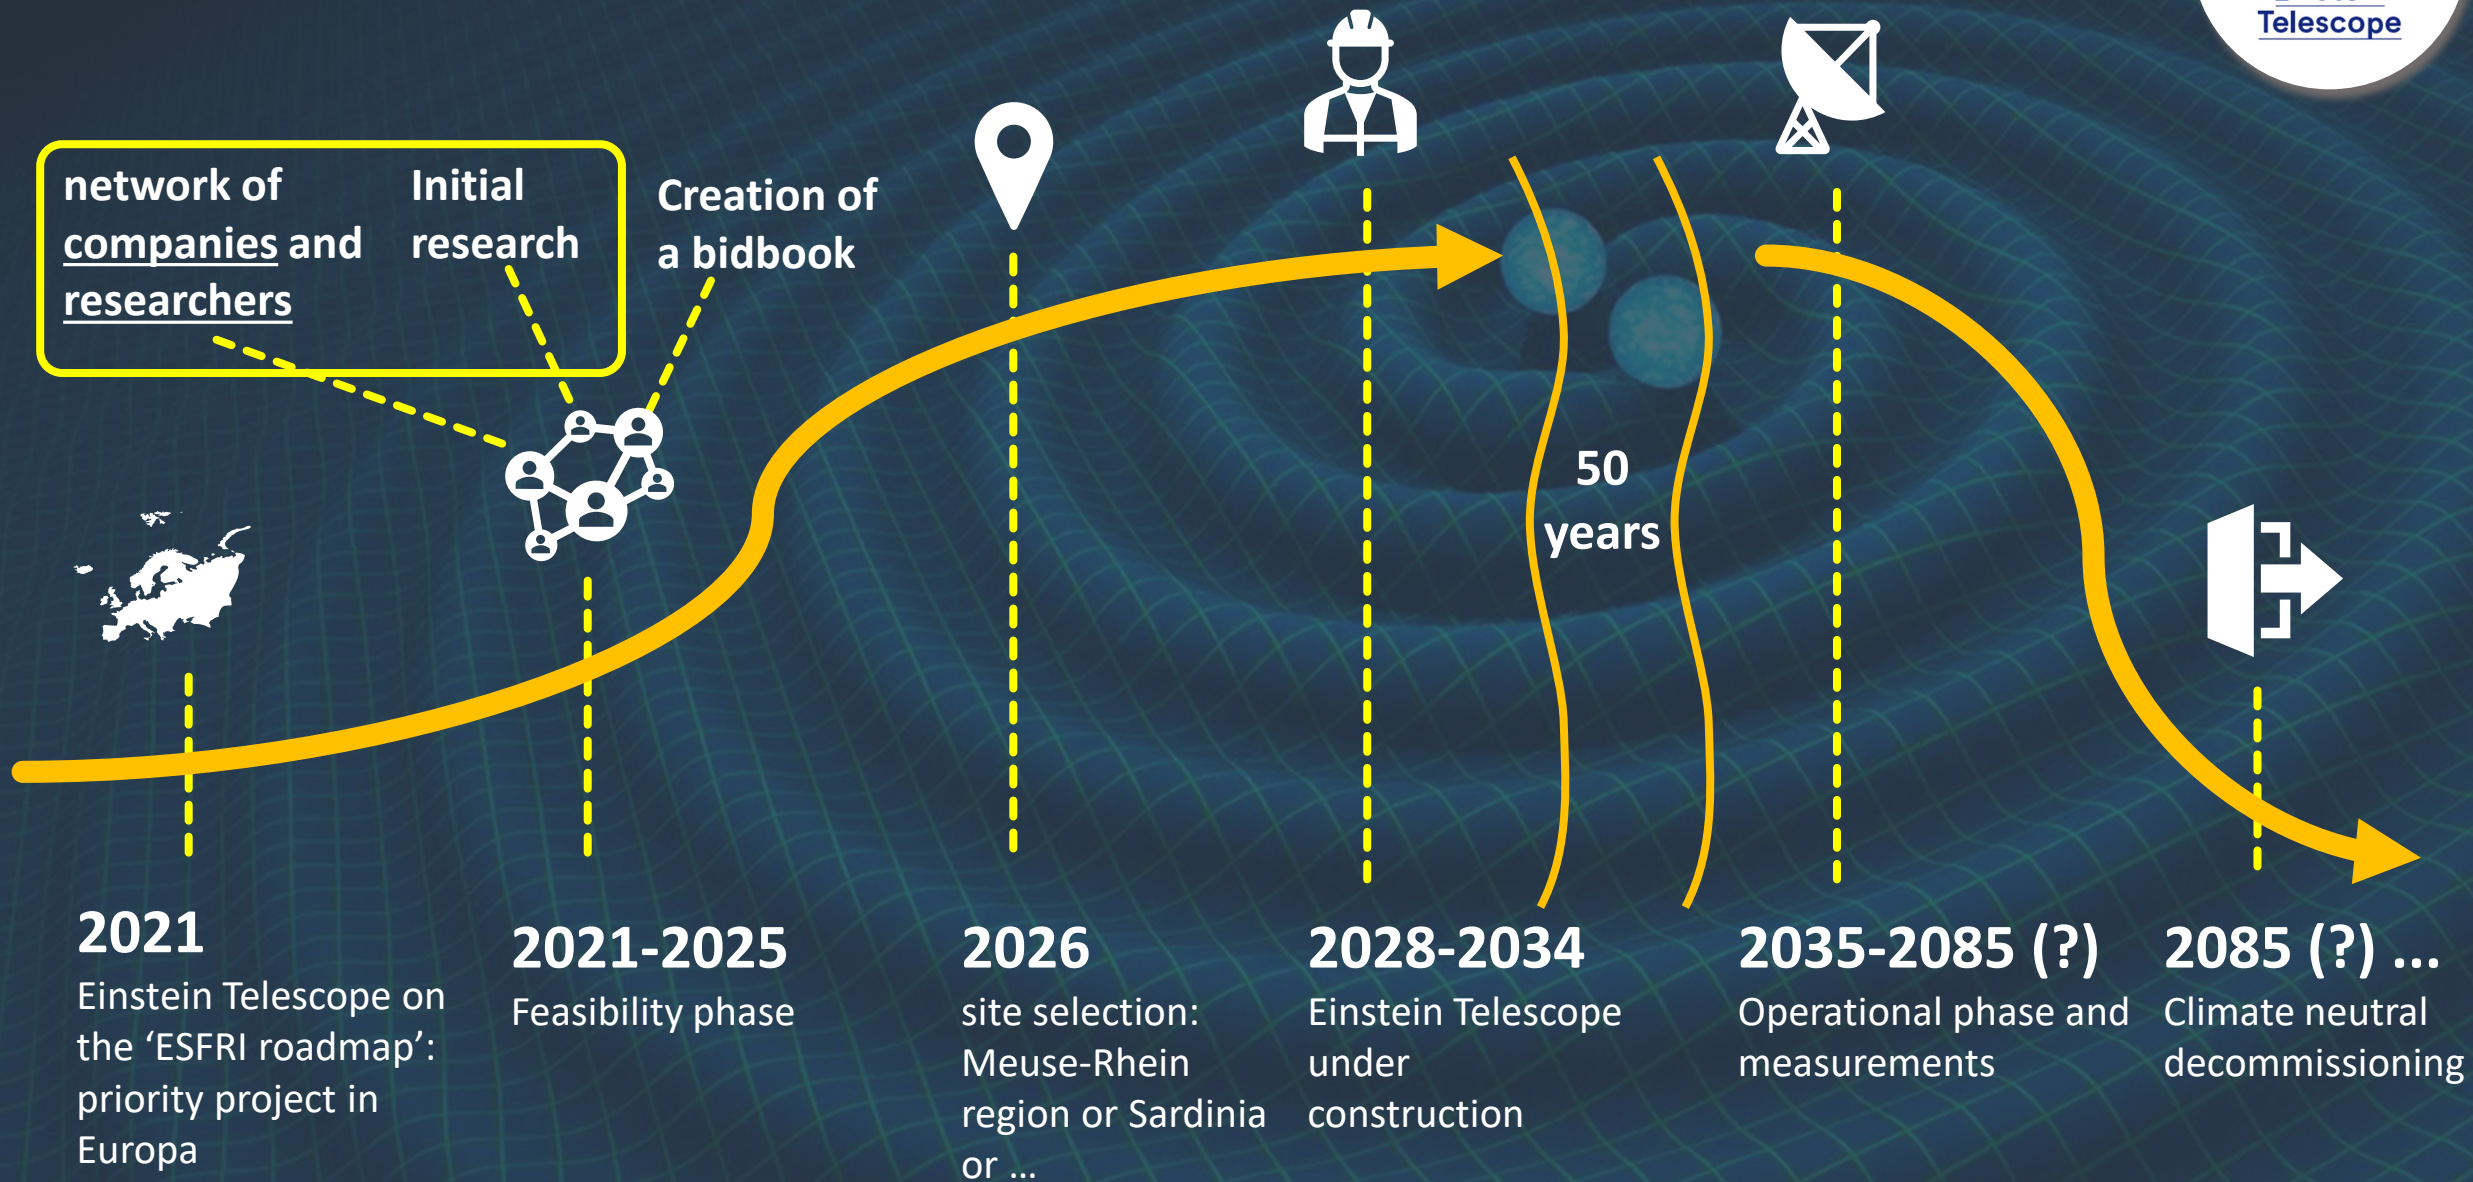 Telescope
network of
companies and
researchers
Initial
research
Creation of
a bidbook
50
years
2021
Einstein Telescope on
the ‘ESFRI roadmap’:
priority project in
Europa
2021-2025
Feasibility phase
2026
site selection:
Meuse-Rhein
region or Sardinia
or ...
2028-2034
Einstein Telescope
under
construction
2035-2085 (?)
Operational phase and
measurements
2085 (?) ...
Climate neutral
decommissioning